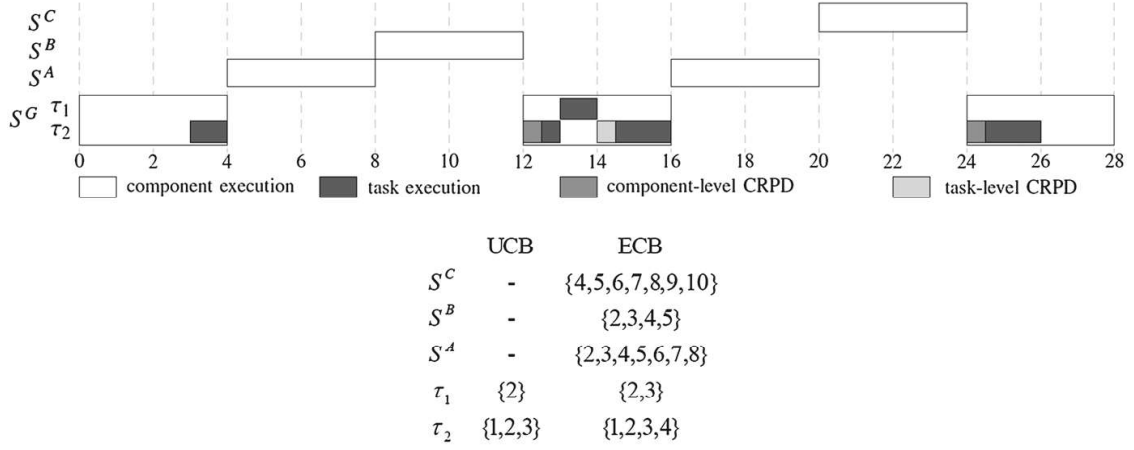 S^C
S^B
S^A
S^G τ1
τ2
0 2 4 6 8 10 12 14 16 18 20 22 24 26 28
component execution task execution component-level CRPD task-level CRPD
UCB ECB
S^C - {4,5,6,7,8,9,10}
S^B - {2,3,4,5}
S^A - {2,3,4,5,6,7,8}
τ1 {2} {2,3}
τ2 {1,2,3} {1,2,3,4}